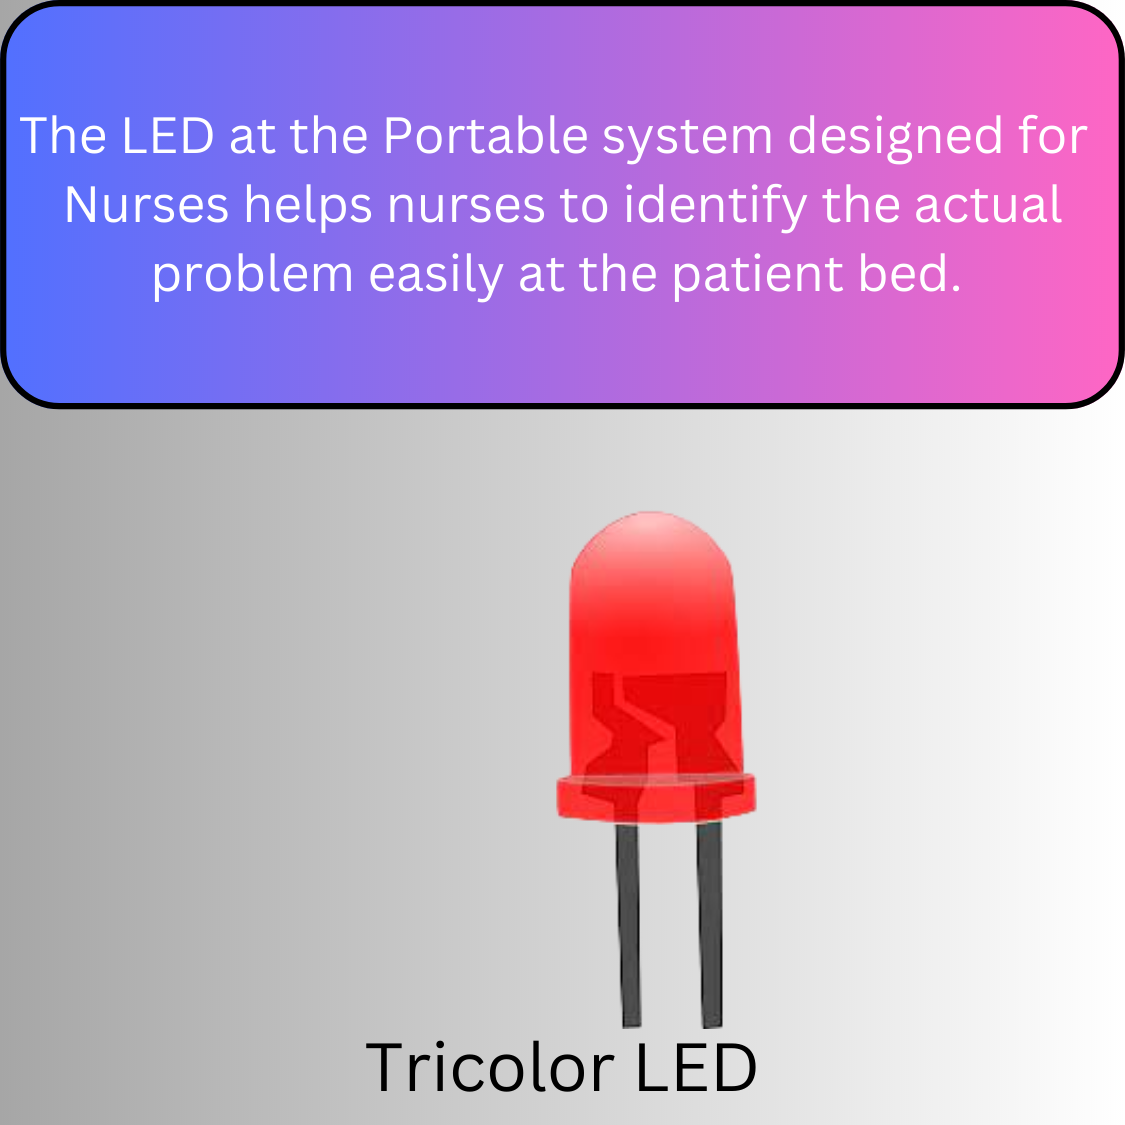 The LED at the Portable system designed for
Nurses helps nurses to identify the actual
problem easily at the patient bed.
Tricolor LED